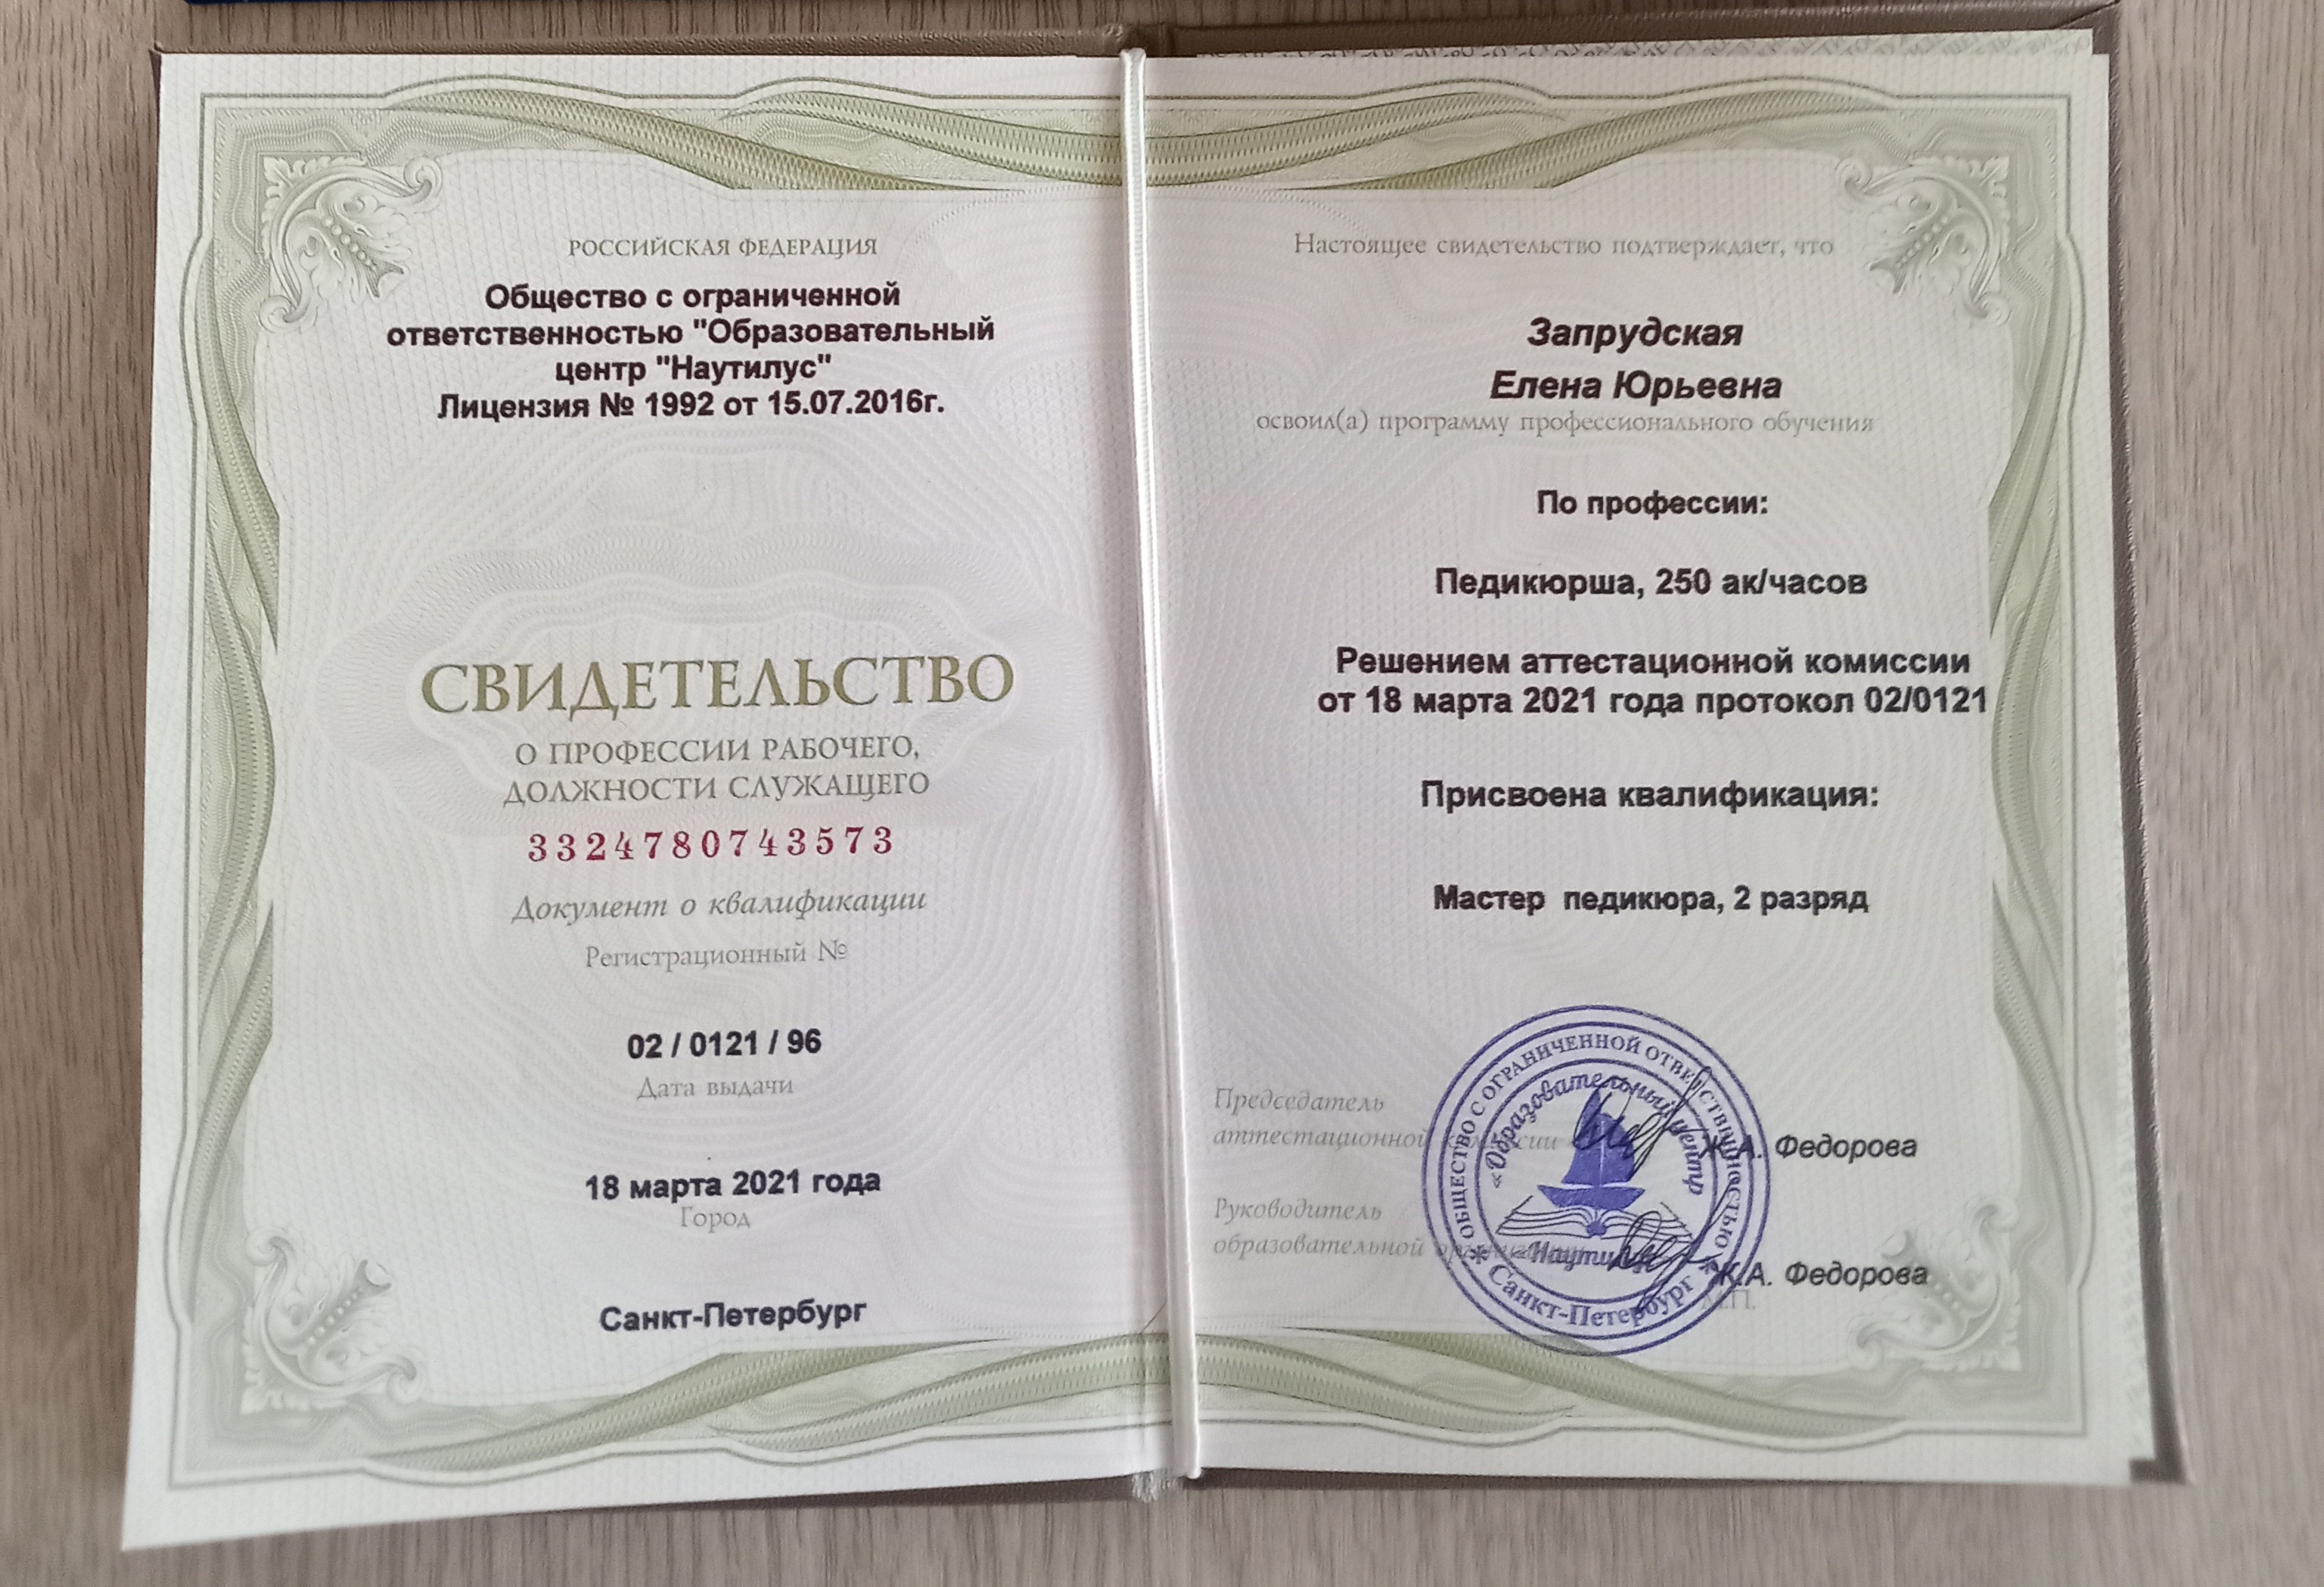 РОССИЙСКАЯ ФЕДЕРАЦИЯ
Общество с ограниченной
ответственностью "Образовательный
центр "Наутилус"
Лицензия № 1992 от 15.07.2016г.
СВИДЕТЕЛЬСТВО
О ПРОФЕССИИ РАБОЧЕГО,
ДОЛЖНОСТИ СЛУЖАЩЕГО
3324780743573
Документ о квалификации
Регистрационный №
02 / 0121 / 96
Дата выдачи
18 марта 2021 года
Город
Санкт-Петербург
Настоящее свидетельство подтверждает, что
Запрудская
Елена Юрьевна
освоил(а) программу профессионального обучения
По профессии:
Педикюрша, 250 ак/часов
Решением аттестационной комиссии
от 18 марта 2021 года протокол 02/0121
Присвоена квалификация:
Мастер педикюра, 2 разряд
Председатель
аттестационной комиссии
Ж.А. Федорова
Руководитель
образовательной организации
Ж.А. Федорова
М.П.
ОБЩЕСТВО С ОГРАНИЧЕННОЙ ОТВЕТСТВЕННОСТЬЮ
«Образовательный центр
«Наутилус»
Санкт-Петербург